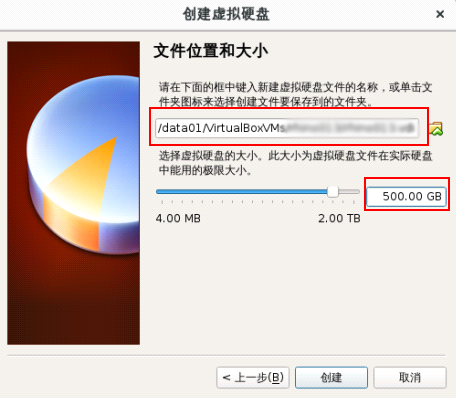 创建虚拟硬盘
文件位置和大小
请在下面的框中键入新建虚拟硬盘文件的名称，或单击文
件夹图标来选择创建文件要保存到的文件夹。
/data01/VirtualBoxVMs
选择虚拟硬盘的大小。此大小为虚拟硬盘文件在实际硬盘
中能用的极限大小。
500.00 GB
4.00 MB 2.00 TB
< 上一步(B) 创建 取消